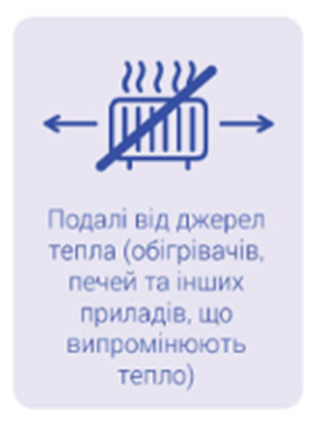 Подалі від джерел
тепла (обігрівачів,
печей та інших
приладів, що
випромінюють
тепло)